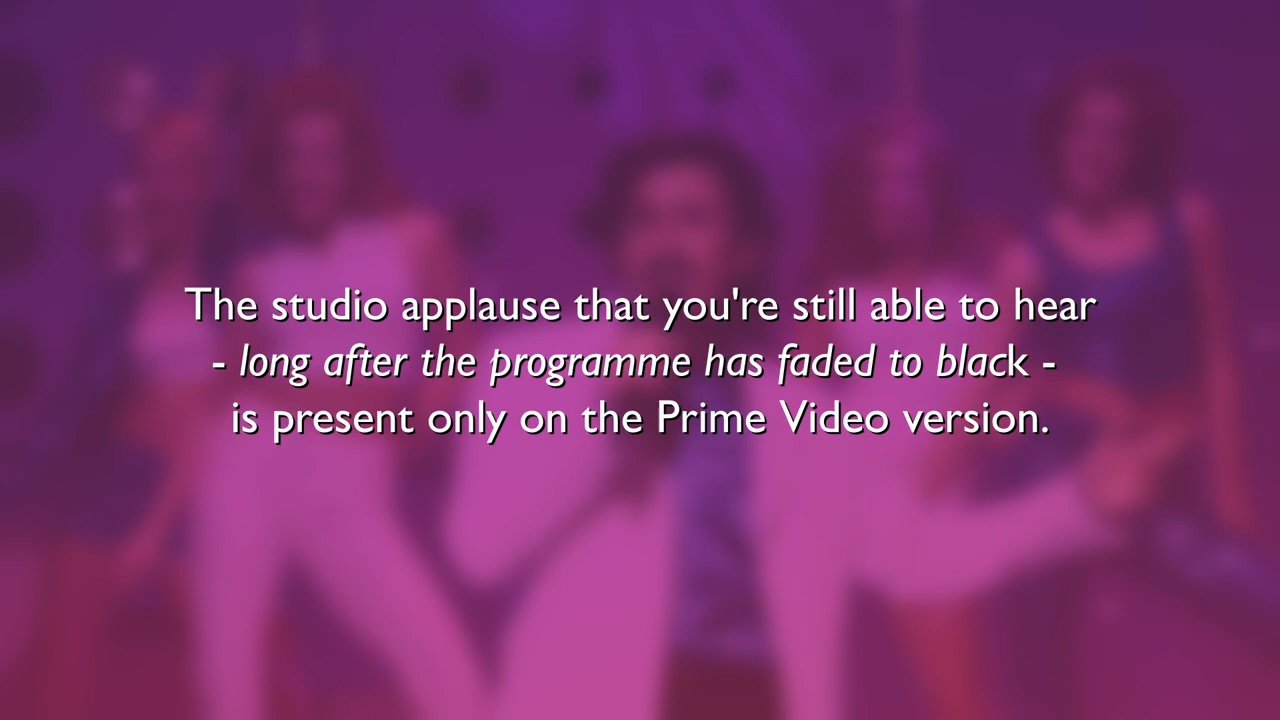 The studio applause that you're still able to hear
- long after the programme has faded to black -
is present only on the Prime Video version.